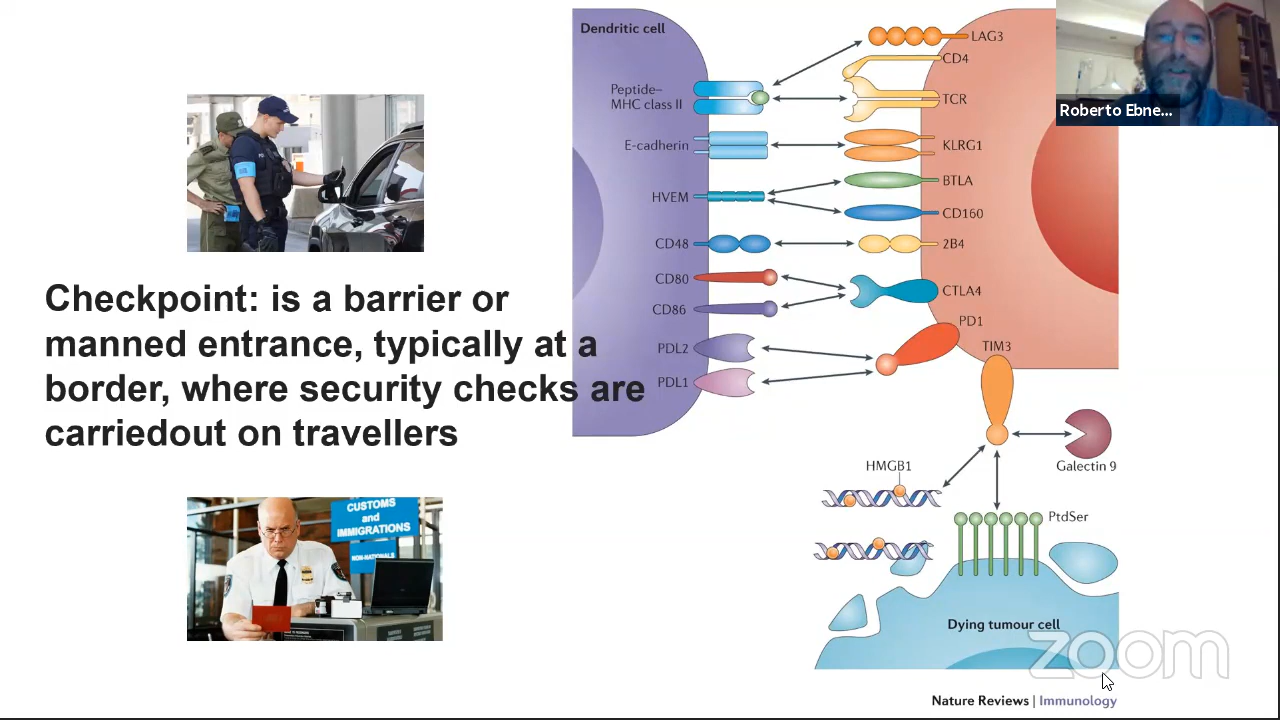 Dendritic cell
LAG3
CD4
Peptide–
MHC class II
TCR
Roberto Ebne...
E-cadherin
KLRG1
BTLA
HVEM
CD160
CD48
2B4
CD80
CTLA4
CD86
PD1
PDL2
TIM3
PDL1
Checkpoint: is a barrier or
manned entrance, typically at a
border, where security checks are
carriedout on travellers
CUSTOMS
and
IMMIGRATIONS
NON-NATIONALS
HMGB1
Galectin 9
PtdSer
Dying tumour cell
zoom
Nature Reviews | Immunology